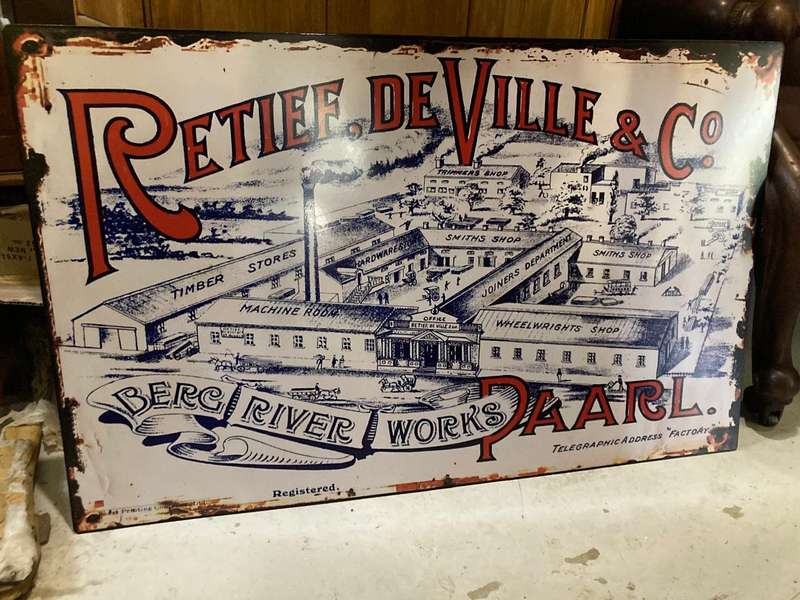 RETIEF, DE VILLE & Co.
TRIMMERS SHOP
SMITHS SHOP
HARDWARE
SMITHS SHOP
JOINERS DEPARTMENT
TIMBER STORES
MACHINE ROOM
OFFICE
RETIEF, DE VILLE & Co
WHEELWRIGHTS SHOP
BERG RIVER WORKS
PAARL.
TELEGRAPHIC ADDRESS "FACTORY"
Registered.